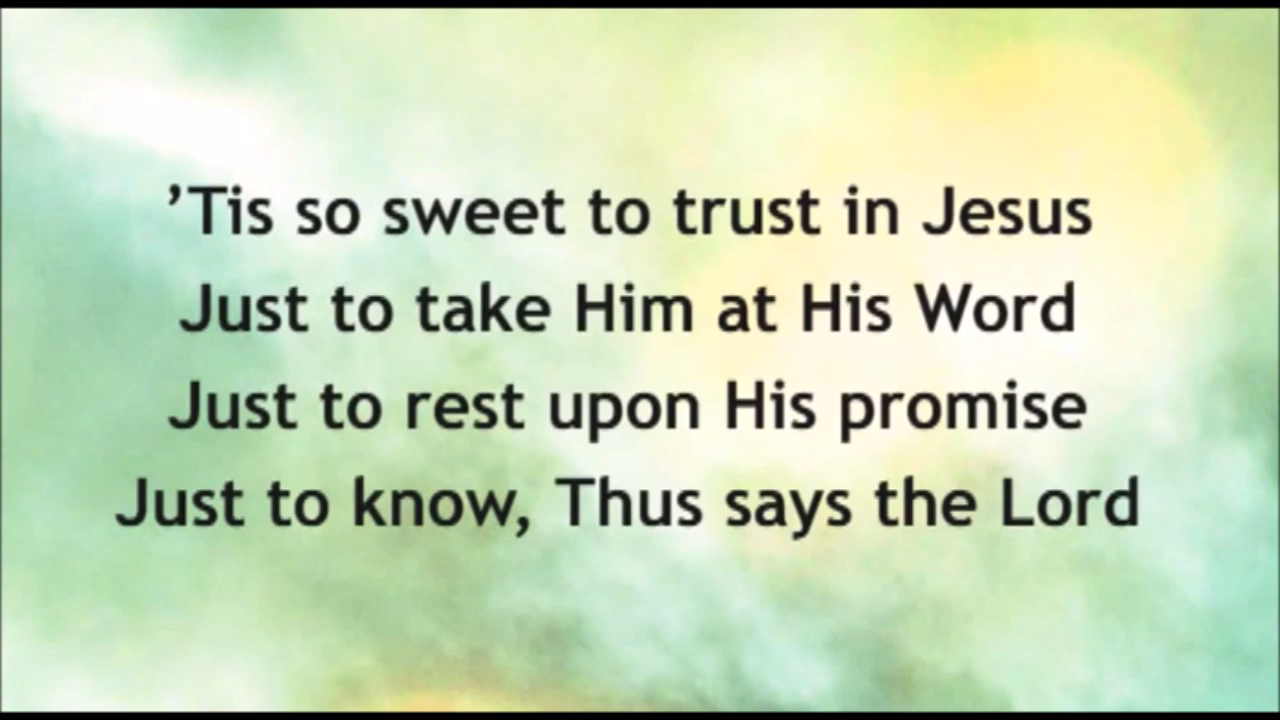 ’Tis so sweet to trust in Jesus
Just to take Him at His Word
Just to rest upon His promise
Just to know, Thus says the Lord